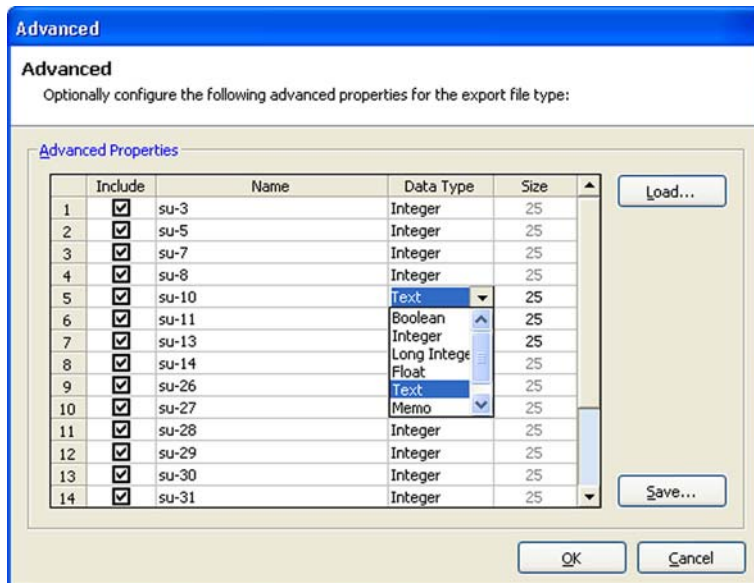 Advanced
Advanced
Optionally configure the following advanced properties for the export file type:
Advanced Properties
Include Name Data Type Size
Load...
1 su-3 Integer 25
2 su-5 Integer 25
3 su-7 Integer 25
4 su-8 Integer 25
5 su-10 Text 25
6 su-11 Boolean 25
7 su-13 Integer 25
Long Intege
8 su-14 Float 25
9 su-26 Text 25
10 su-27 Memo 25
11 su-28 Integer 25
12 su-29 Integer 25
13 su-30 Integer 25
14 su-31 Integer 25
Save...
OK Cancel